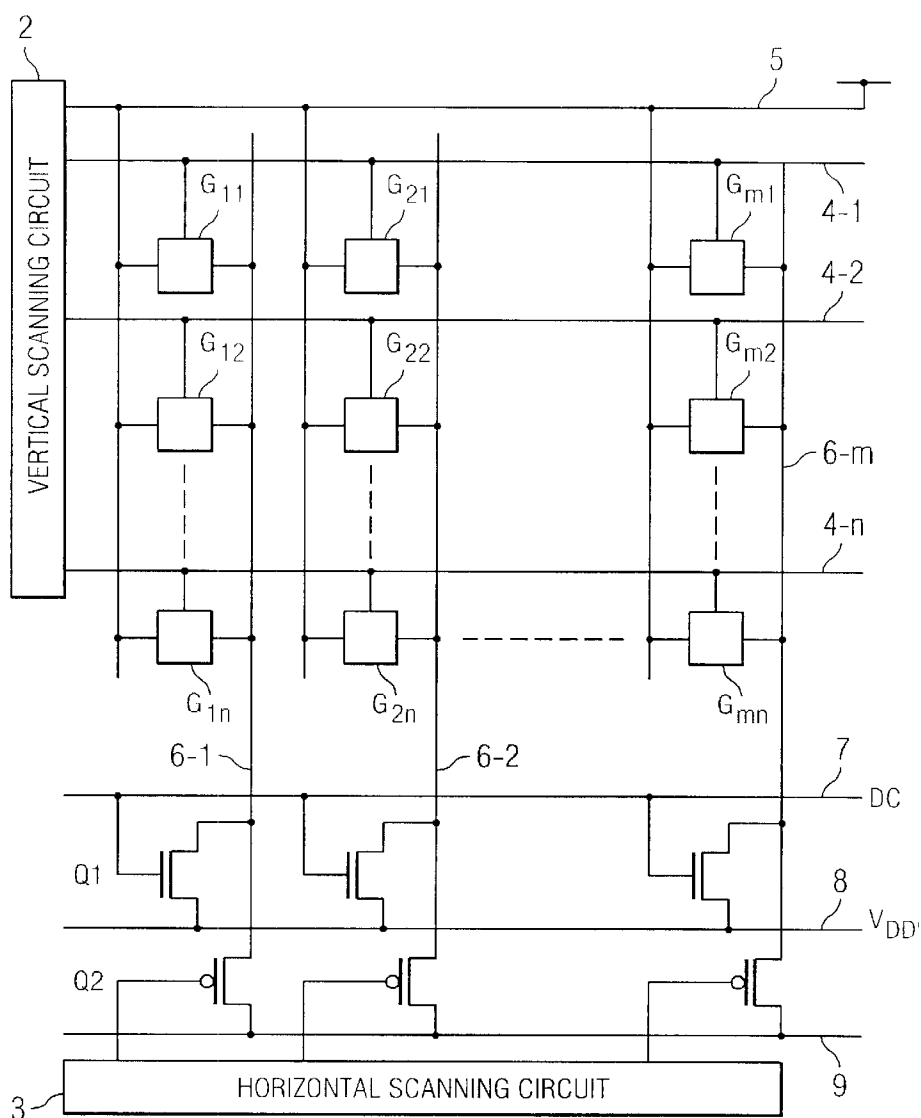 2
5
VERTICAL SCANNING CIRCUIT
G11
G21
Gm1
4-1
4-2
G12
G22
Gm2
6-m
4-n
G1n
G2n
Gmn
6-1
6-2
7
DC
Q1
8
VDD'
Q2
HORIZONTAL SCANNING CIRCUIT
3
9